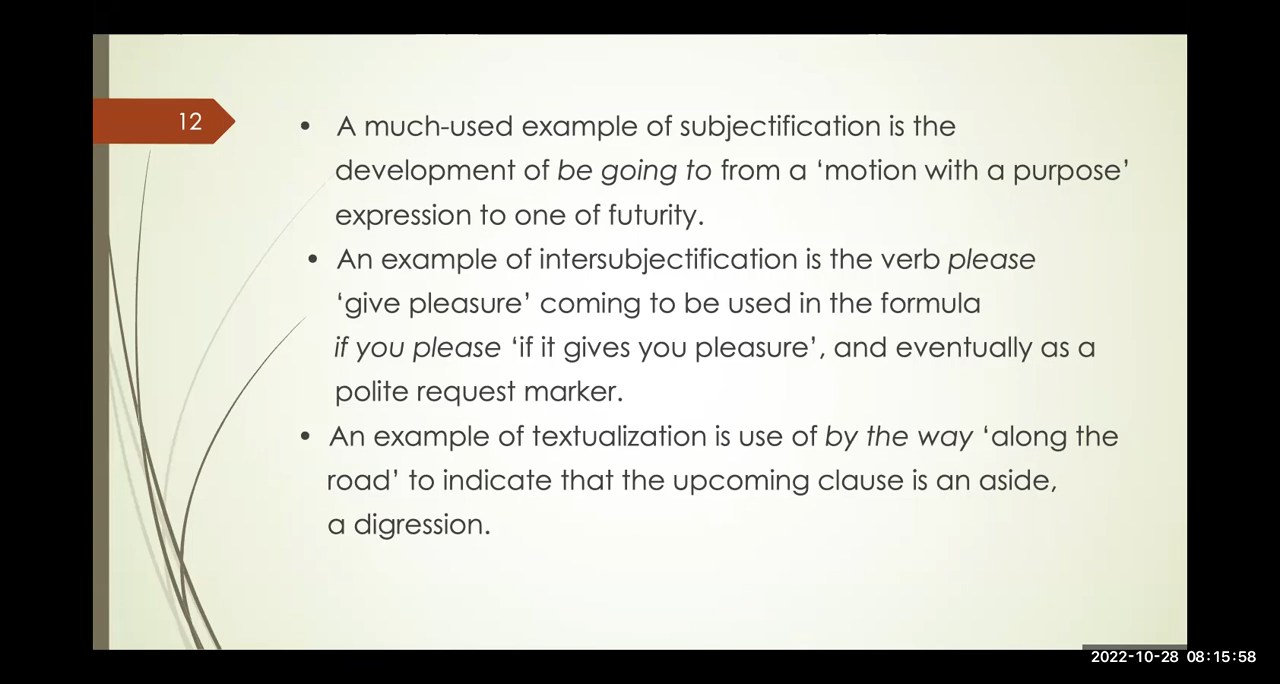 12
• A much-used example of subjectification is the
development of be going to from a ‘motion with a purpose’
expression to one of futurity.
• An example of intersubjectification is the verb please
‘give pleasure’ coming to be used in the formula
if you please ‘if it gives you pleasure’, and eventually as a
polite request marker.
• An example of textualization is use of by the way ‘along the
road’ to indicate that the upcoming clause is an aside,
a digression.
2022-10-28 08:15:58